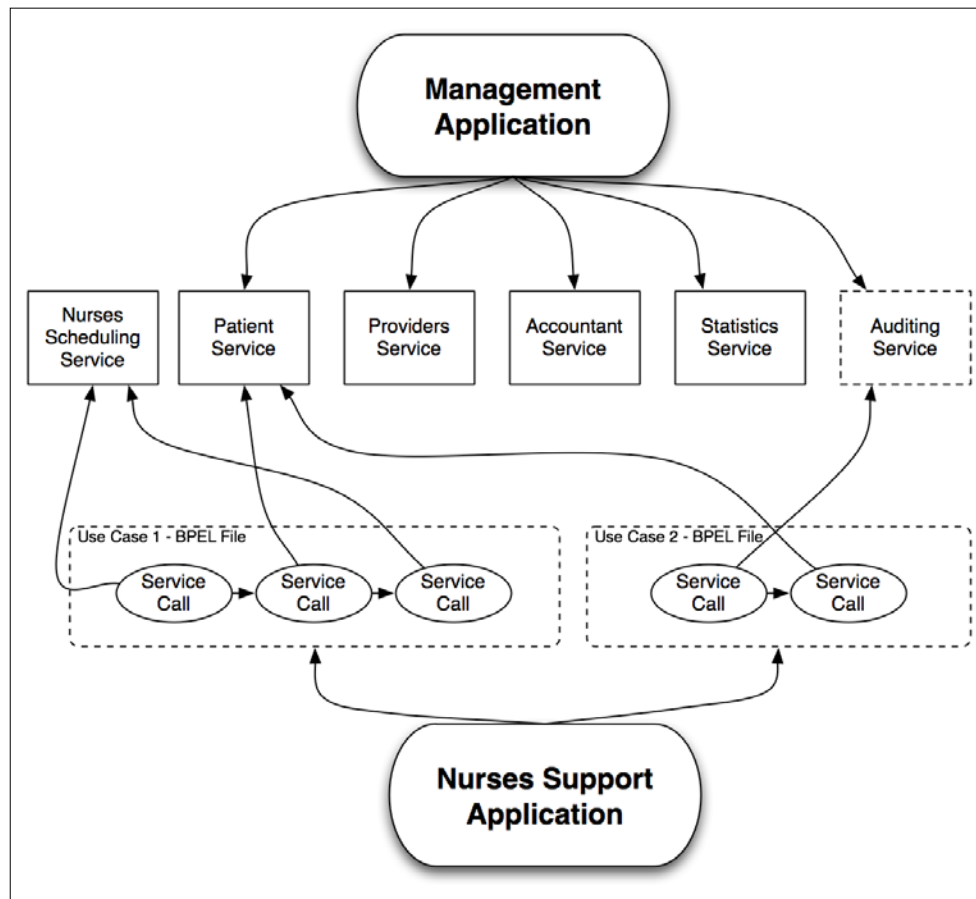 Management
Application
Nurses
Scheduling
Service
Patient
Service
Providers
Service
Accountant
Service
Statistics
Service
Auditing
Service
Use Case 1 - BPEL File
Service
Call
Service
Call
Service
Call
Use Case 2 - BPEL File
Service
Call
Service
Call
Nurses Support
Application